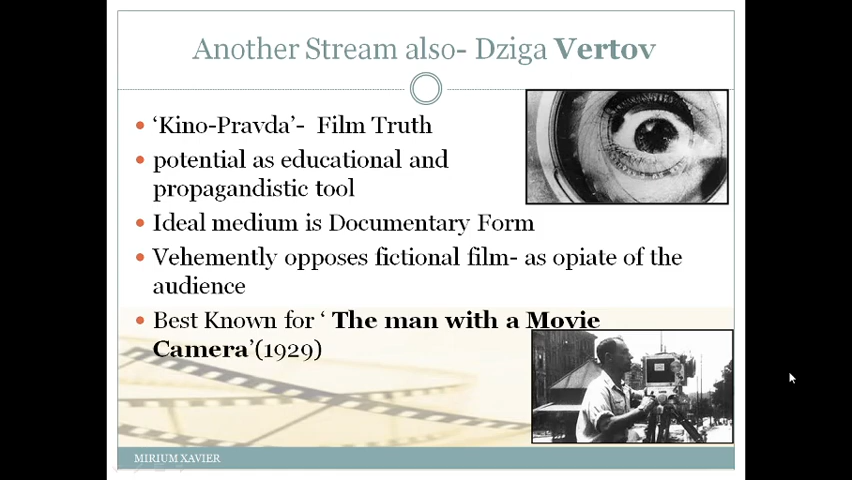 Another Stream also- Dziga Vertov
‘Kino-Pravda’- Film Truth
potential as educational and
propagandistic tool
Ideal medium is Documentary Form
Vehemently opposes fictional film- as opiate of the
audience
Best Known for ‘ The man with a Movie
Camera’(1929)
MIRIUM XAVIER